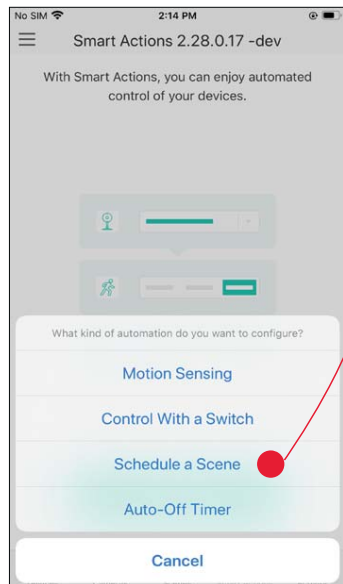 No SIM 2:14 PM
Smart Actions 2.28.0.17 -dev
With Smart Actions, you can enjoy automated
control of your devices.
What kind of automation do you want to configure?
Motion Sensing
Control With a Switch
Schedule a Scene
Auto-Off Timer
Cancel